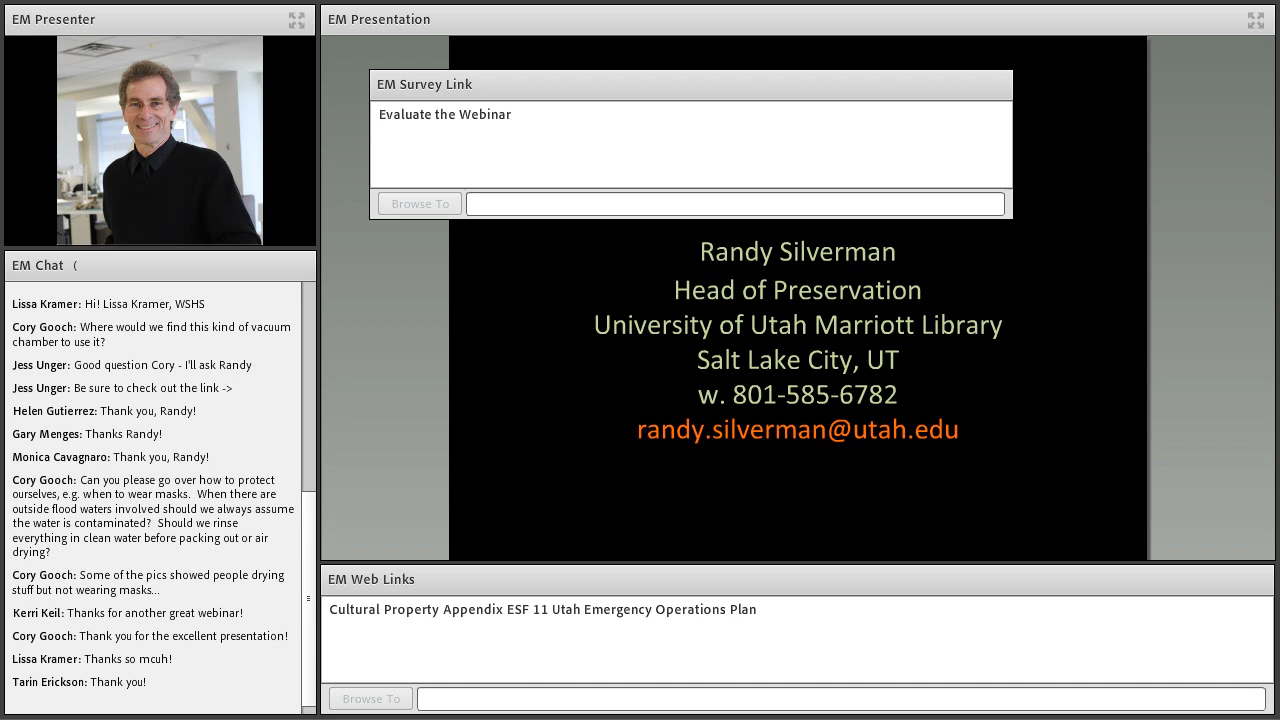 EM Presenter
EM Chat (
Lissa Kramer: Hi! Lissa Kramer, WSHS
Cory Gooch: Where would we find this kind of vacuum
chamber to use it?
Jess Unger: Good question Cory - I'll ask Randy
Jess Unger: Be sure to check out the link ->
Helen Gutierrez: Thank you, Randy!
Gary Menges: Thanks Randy!
Monica Cavagnaro: Thank you, Randy!
Cory Gooch: Can you please go over how to protect
ourselves, e.g. when to wear masks. When there are
outside flood waters involved should we always assume
the water is contaminated? Should we rinse
everything in clean water before packing out or air
drying?
Cory Gooch: Some of the pics showed people drying
stuff but not wearing masks...
Kerri Keil: Thanks for another great webinar!
Cory Gooch: Thank you for the excellent presentation!
Lissa Kramer: Thanks so mcuh!
Tarin Erickson: Thank you!
EM Presentation
EM Survey Link
Evaluate the Webinar
Browse To
Randy Silverman
Head of Preservation
University of Utah Marriott Library
Salt Lake City, UT
w. 801-585-6782
randy.silverman@utah.edu
EM Web Links
Cultural Property Appendix ESF 11 Utah Emergency Operations Plan
Browse To